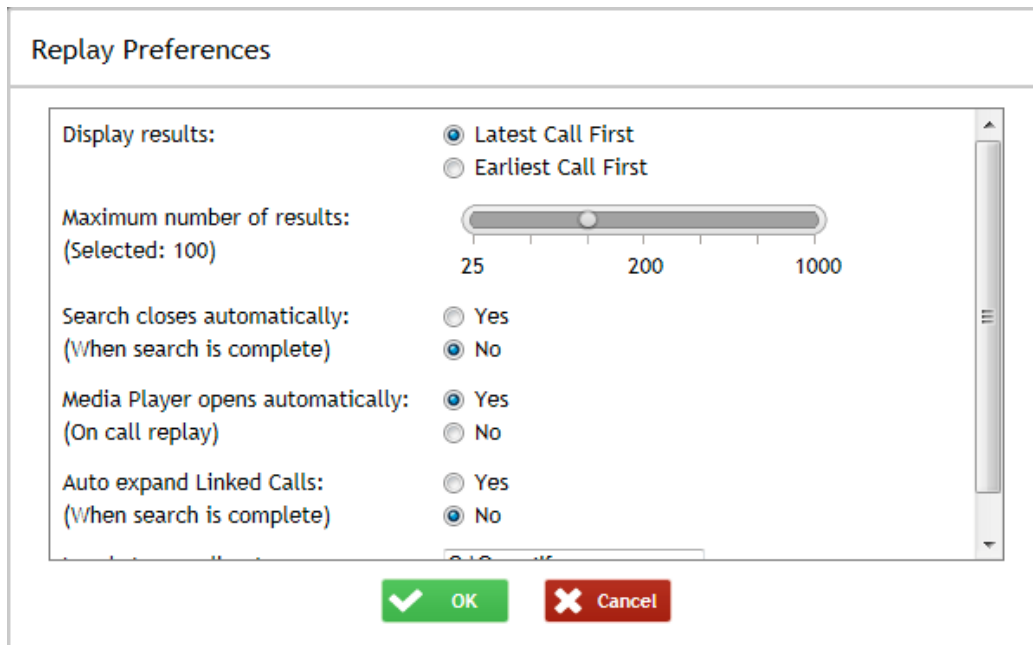 Replay Preferences
Display results:
Latest Call First
Earliest Call First
Maximum number of results:
(Selected: 100)
25 200 1000
Search closes automatically:
(When search is complete)
Yes
No
Media Player opens automatically:
(On call replay)
Yes
No
Auto expand Linked Calls:
(When search is complete)
Yes
No
OK
Cancel